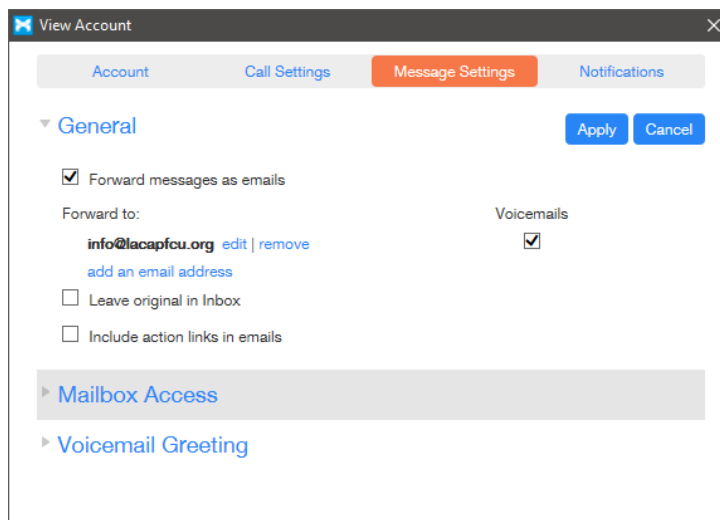 View Account
Account Call Settings Message Settings Notifications
General
Apply Cancel
Forward messages as emails
Forward to: Voicemails
info@lacapfcu.org edit | remove
add an email address
Leave original in Inbox
Include action links in emails
Mailbox Access
Voicemail Greeting